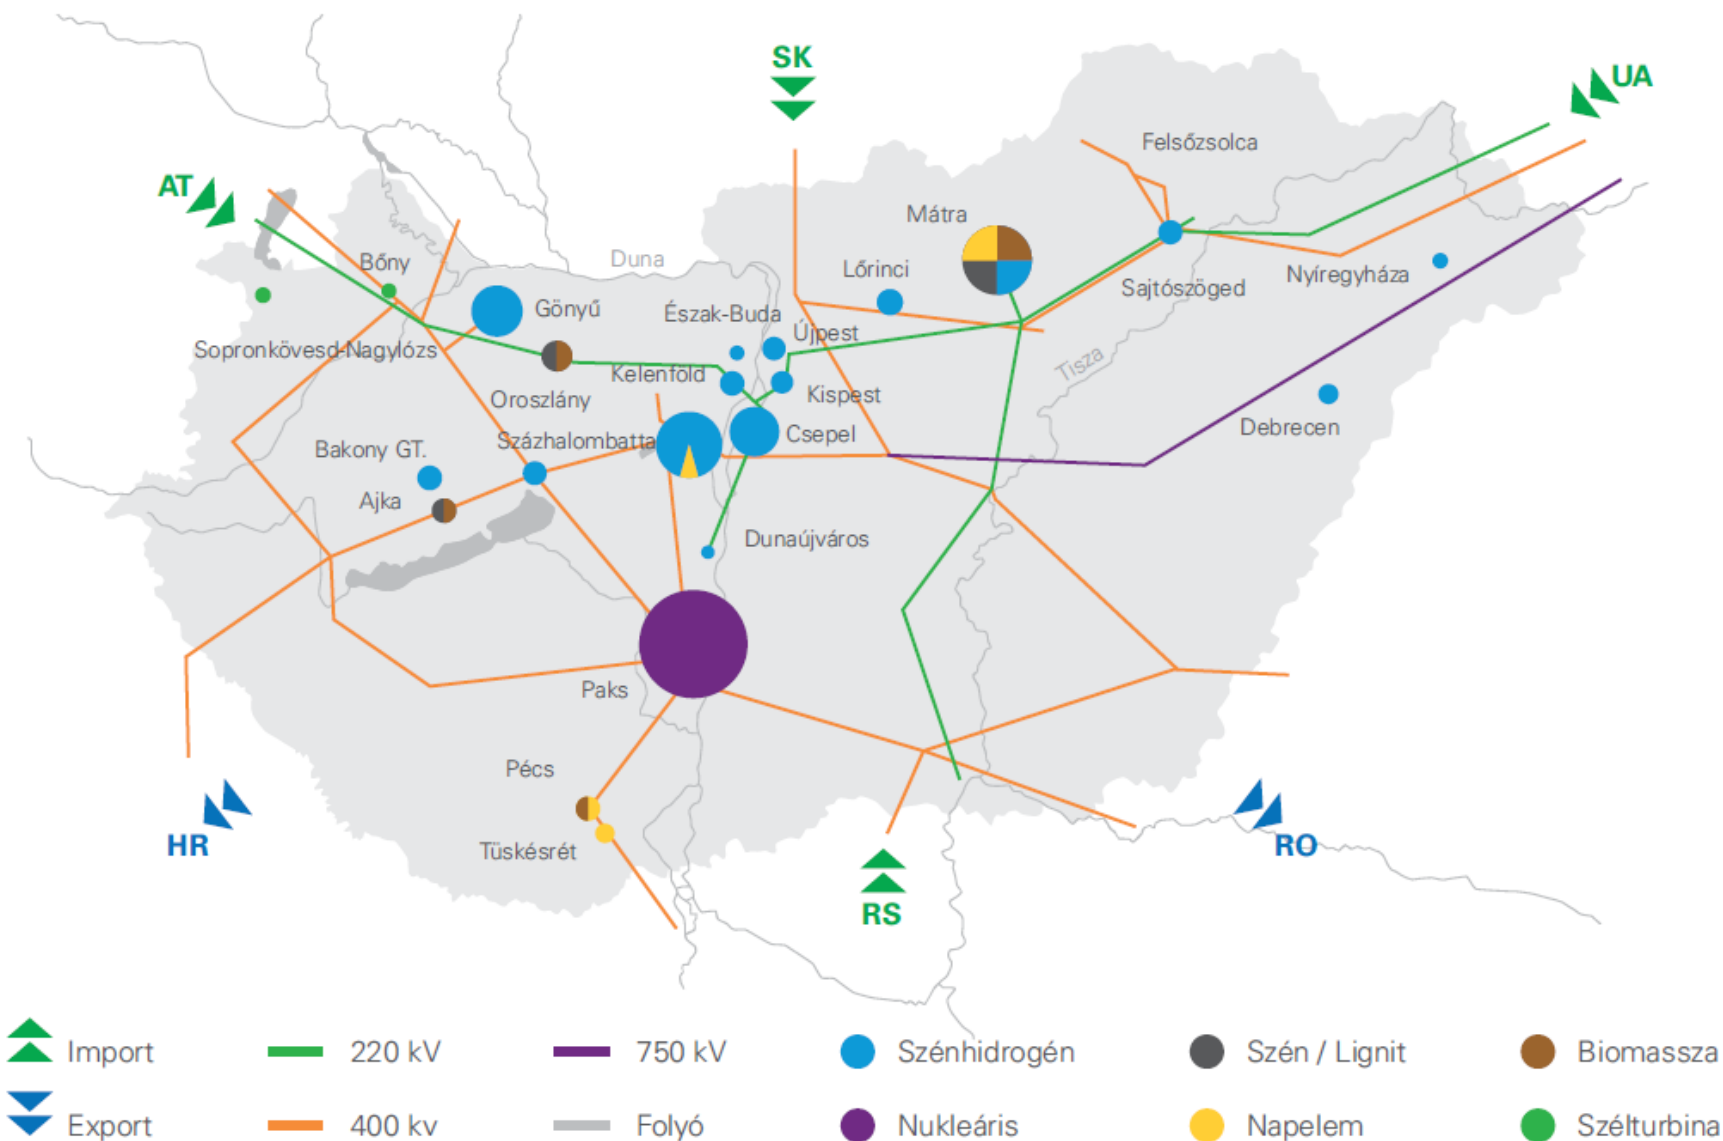 SK
UA
Felsőzsolca
AT
Mátra
Bőny
Duna
Lőrinci
Nyíregyháza
Sajtószöged
Gönyű
Észak-Buda
Újpest
Sopronkövesd-Nagylózs
Tisza
Kelenföld
Kispest
Oroszlány
Debrecen
Százhalombatta
Csepel
Bakony GT.
Ajka
Dunaújváros
Paks
Pécs
HR
Tüskésrét
RO
RS
Import
220 kV
750 kV
Szénhidrogén
Szén / Lignit
Biomassza
Export
400 kv
Folyó
Nukleáris
Napelem
Szélturbina